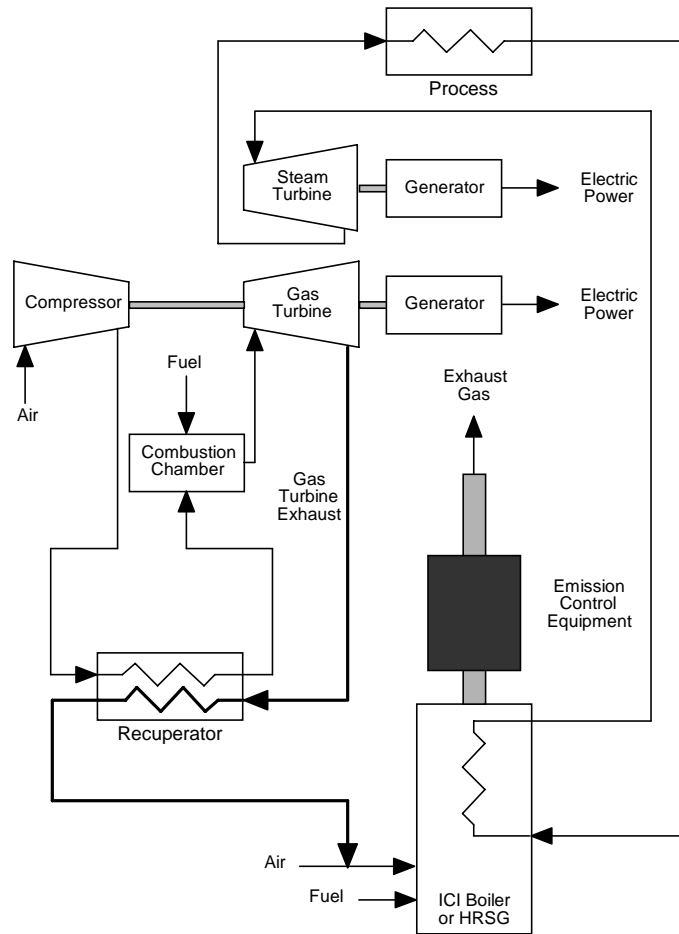 Process
Steam
Turbine
Generator
Electric
Power
Compressor
Gas
Turbine
Generator
Electric
Power
Air
Fuel
Combustion
Chamber
Gas
Turbine
Exhaust
Exhaust
Gas
Emission
Control
Equipment
Recuperator
Air
Fuel
ICI Boiler
or HRSG